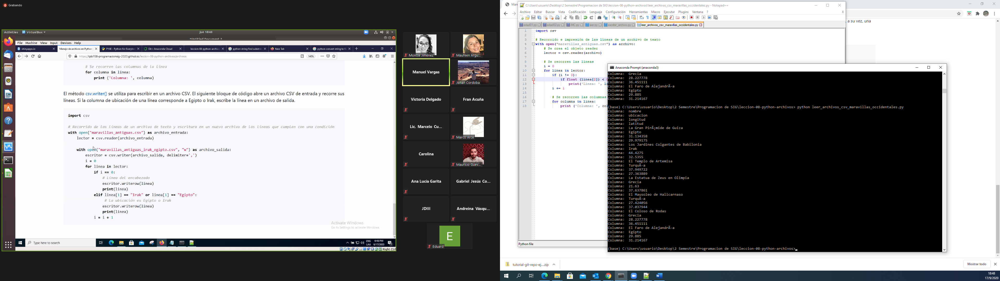 Grabando
Activities VirtualBox jue 18:48
*Untitled Document 2
File Machine View Input Devices Help
shinyapps.io
Manejo de archivos en Python
PY4E - Python for Everybo
Git :: Anaconda Cloud
leccion-08-python-archiv
python string find substrin
New Tab
python convert string to fl
https://tpb708-programacionsig-2020.github.io/leccion-08-python-archivos/archivos
140%
# Se recorren las columnas de la línea
for columna in linea:
print ('Columna: ', columna)
El método csv.writer() se utiliza para escribir en un archivo CSV. El siguiente bloque de código abre un archivo CSV de entrada y recorre sus
líneas. Si la columna de ubicación de una línea corresponde a Egipto o Irak, escribe la línea en un archivo de salida.
import csv
# Recorrido de las líneas de un archivo de texto y escritura en un nuevo archivo de las líneas que cumplen con una condición
with open("maravillas_antiguas.csv") as archivo_entrada:
lector = csv.reader(archivo_entrada)
with open("maravillas_antiguas_irak_egipto.csv", "w") as archivo_salida:
escritor = csv.writer(archivo_salida, delimiter=',')
i = 0
for linea in lector:
if i == 0:
# Línea del encabezado
escritor.writerow(linea)
print(linea)
elif linea[1] == "Irak" or linea[1] == "Egipto":
# La ubicación es Egipto o Irak
escritor.writerow(linea)
print(linea)
i = i + 1
Activate Windows
Go to Settings to activate Windows.
Type here to search
ENG
LAA
6:48 PM
9/17/2020
Right Ctrl
Montse Jiménez
Maureen Argu...
Manuel Vargas
Johan Cordoba
Victoria Delgado
Fran Acuña
Lic. Marcelo Cu...
Marco Arce
Carolina
Mauricio Guev...
Ana Lucía Garita
Gabriel Jesús Co...
JDIII
Andreina Vásqu...
E
Eduard
Man
, a su vez, una
C:\Users\usuario\Desktop\2 Semestre\Programacion de SIG\leccion-08-python-archivos\leer_archivos_csv_maravillas_occidentales.py - Notepad++
Archivo Editar Buscar Vista Codificación Lenguaje Configuración Herramientas Macro Ejecutar Plugins Ventana ?
X
edad01.py
edad02.py
IMC.py
leer.py
escribir_archivo.py
leer_archivos_csv_maravillas_occidentales.py
1 import csv
2
3 # Recorrido e impresión de las líneas de un archivo de texto
4 with open("maravillas_antiguas.csv") as archivo:
5 # Se crea el objeto reader
6 lector = csv.reader(archivo)
7
8 # Se recorren las líneas
9 i = 0
10 for linea in lector:
11 if (i != 0):
12 if float (linea[2]) <
13 print('Linea: ', li
14 i += 1
15
16 # Se recorren las columnas
17 for columna in linea:
18 print ('Columna: ', col
Python file
Anaconda Prompt (anaconda3)
Columna: Grecia
Columna: 28.227778
Columna: 36.451111
Columna: El Faro de AlejandrÃ-a
Columna: Egipto
Columna: 29.885
Columna: 31.214167
(base) C:\Users\usuario\Desktop\2 Semestre\Programacion de SIG\leccion-08-python-archivos> python leer_archivos_csv_maravillas_occidentales.py
Columna: nombre
Columna: ubicacion
Columna: longitud
Columna: latitud
Columna: La Gran PirÃ¡mide de Guiza
Columna: Egipto
Columna: 31.134358
Columna: 29.979175
Columna: Los Jardines Colgantes de Babilonia
Columna: Irak
Columna: 44.4275
Columna: 32.5355
Columna: El Templo de Artemisa
Columna: TurquÃ-a
Columna: 37.949722
Columna: 27.363889
Columna: La Estatua de Zeus en Olimpia
Columna: Grecia
Columna: 21.63
Columna: 37.637861
Columna: El Mausoleo de Halicarnaso
Columna: TurquÃ-a
Columna: 27.424056
Columna: 37.037944
Columna: El Coloso de Rodas
Columna: Grecia
Columna: 28.227778
Columna: 36.451111
Columna: El Faro de AlejandrÃ-a
Columna: Egipto
Columna: 29.885
Columna: 31.214167
(base) C:\Users\usuario\Desktop\2 Semestre\Programacion de SIG\leccion-08-python-archivos>
tutorial-git-repo-ej....zip
Mostrar todo
18:48
17/9/2020